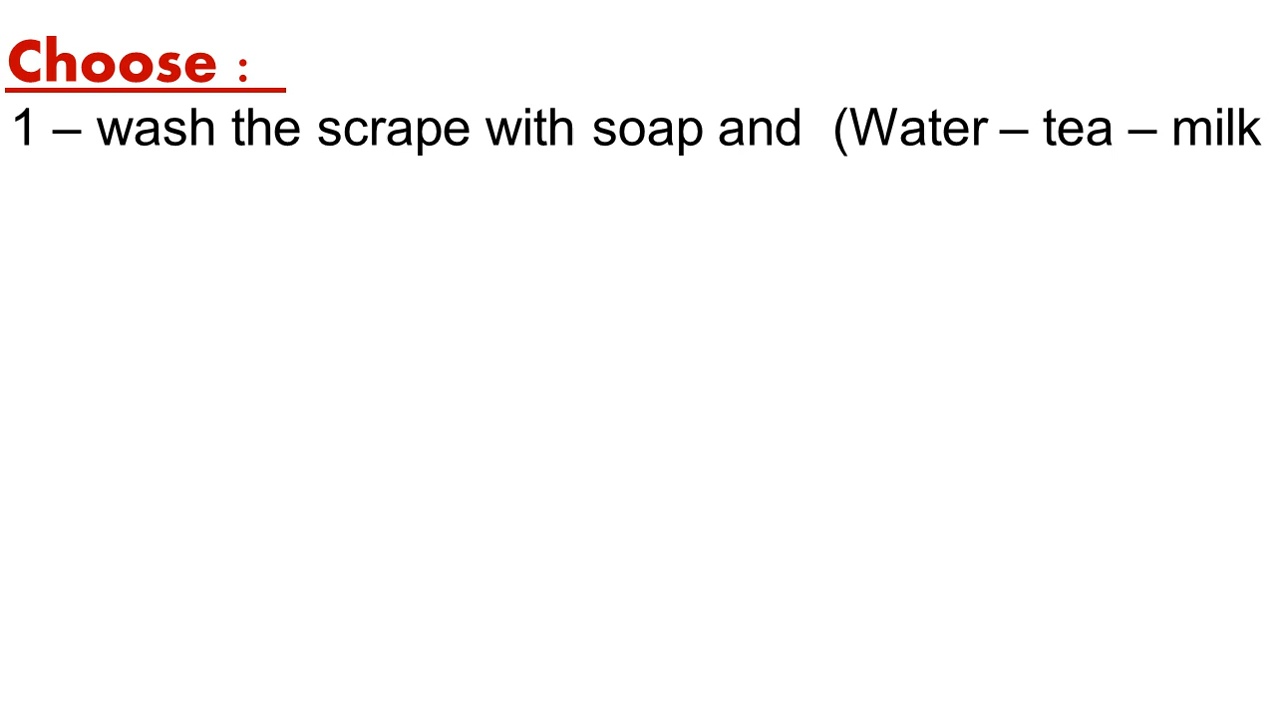 Choose :
1 – wash the scrape with soap and (Water – tea – milk